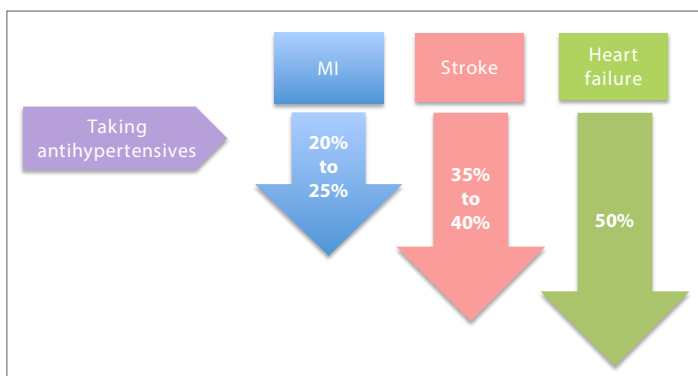 MI
Stroke
Heart
failure
Taking
antihypertensives
20%
to
25%
35%
to
40%
50%